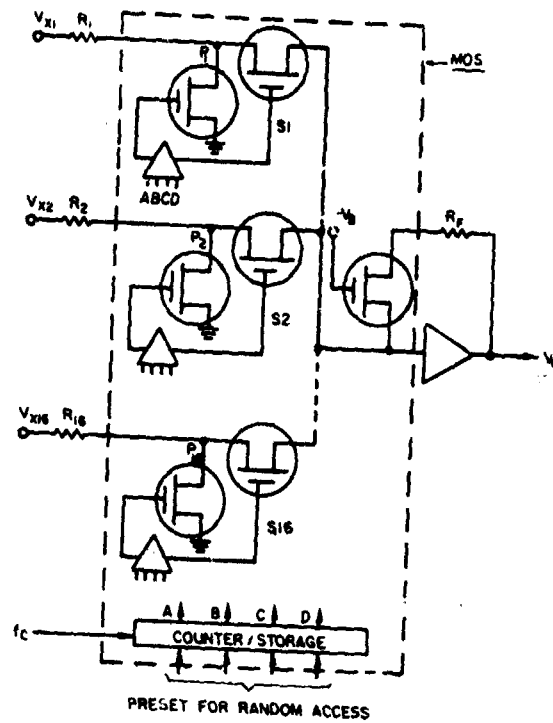 VX1
R1
P1
MOS
S1
ABCD
VX2
R2
P2
-VB
RF
S2
VX16
R16
S16
A B C D
fC
COUNTER/STORAGE
PRESET FOR RANDOM ACCESS